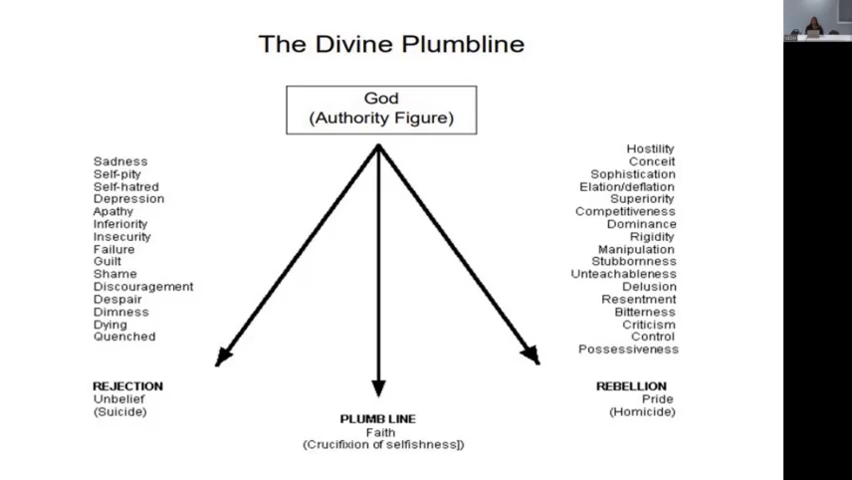 The Divine Plumbline
God
(Authority Figure)
Sadness
Self-pity
Self-hatred
Depression
Apathy
Inferiority
Insecurity
Failure
Guilt
Shame
Discouragement
Despair
Dimness
Dying
Quenched
REJECTION
Unbelief
(Suicide)
PLUMB LINE
Faith
(Crucifixion of selfishness])
Hostility
Conceit
Sophistication
Elation/deflation
Superiority
Competitiveness
Dominance
Rigidity
Manipulation
Stubbornness
Unteachableness
Delusion
Resentment
Bitterness
Criticism
Control
Possessiveness
REBELLION
Pride
(Homicide)